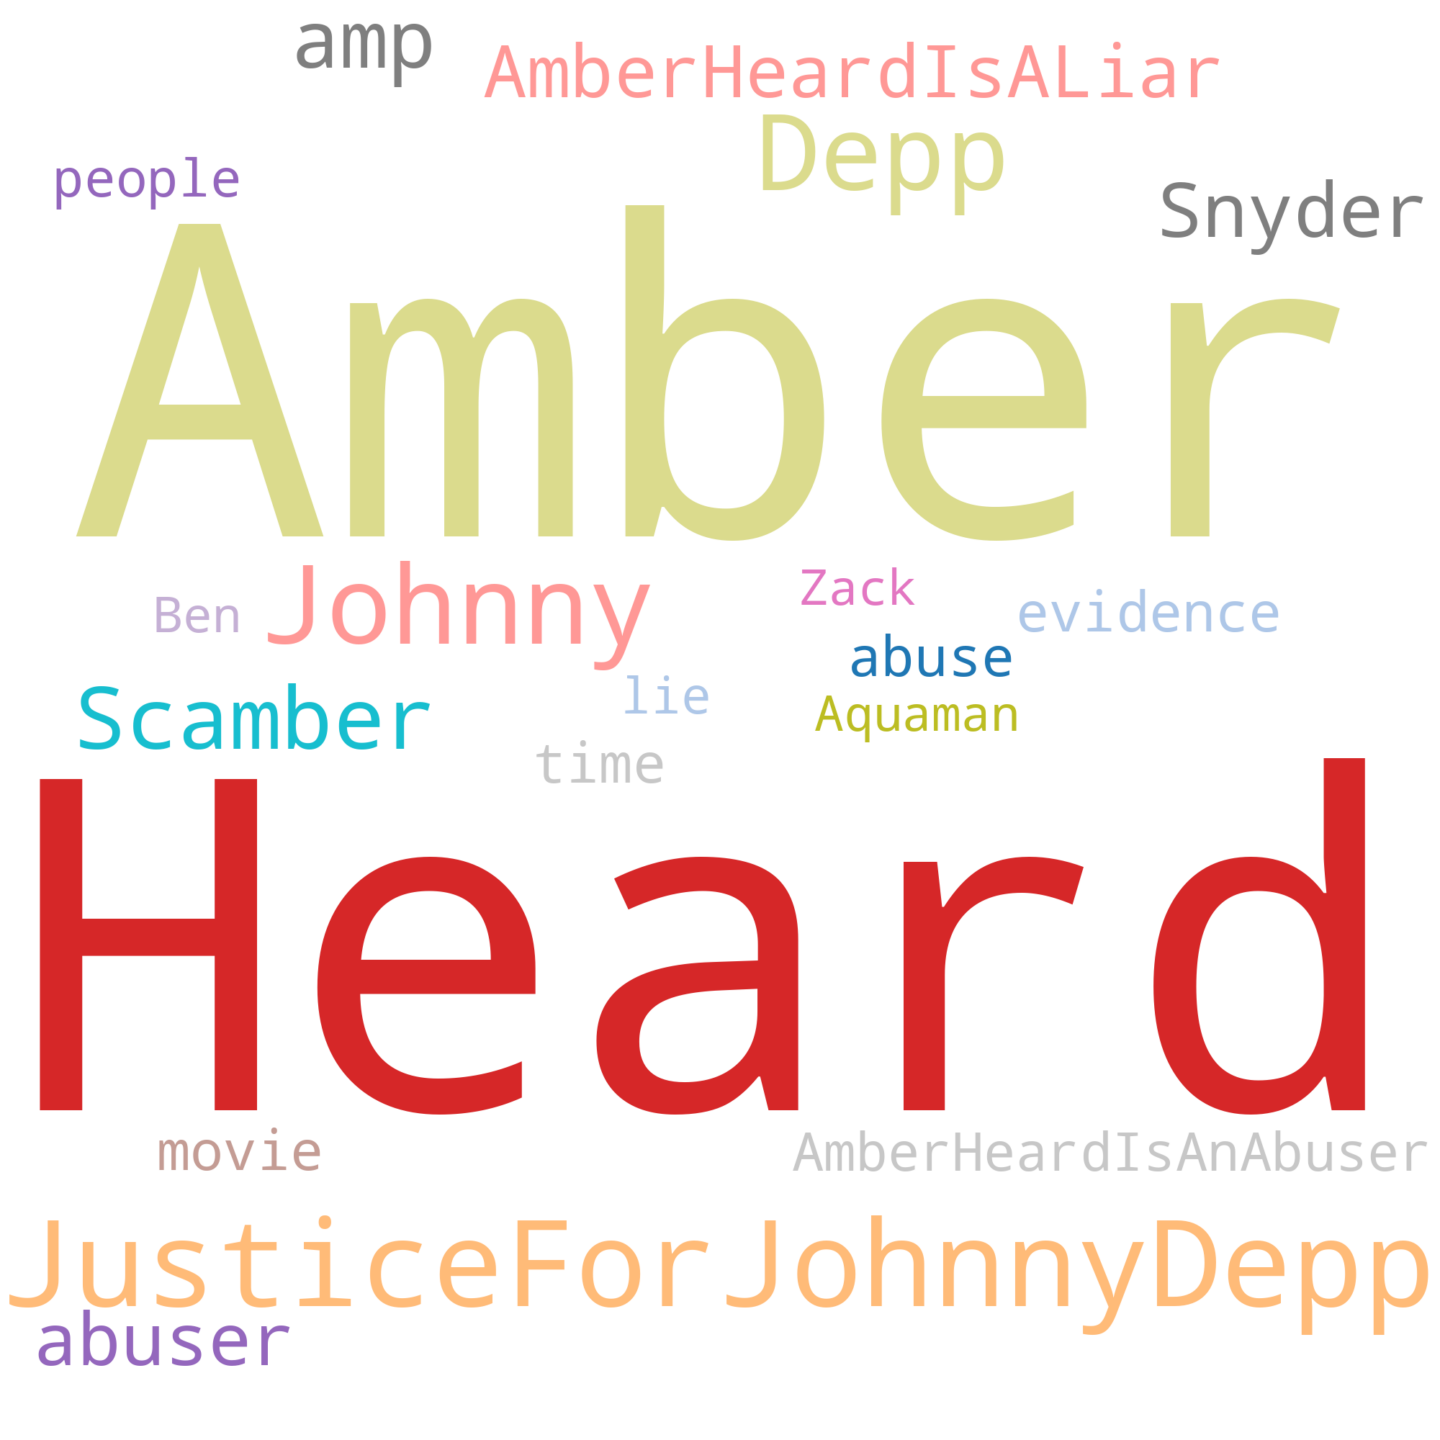 amp
AmberHeardIsALiar
Depp
people
Snyder
Amber
Johnny
Zack
Ben
evidence
abuse
lie
Scamber
Aquaman
time
Heard
movie
AmberHeardIsAnAbuser
JusticeForJohnnyDepp
abuser